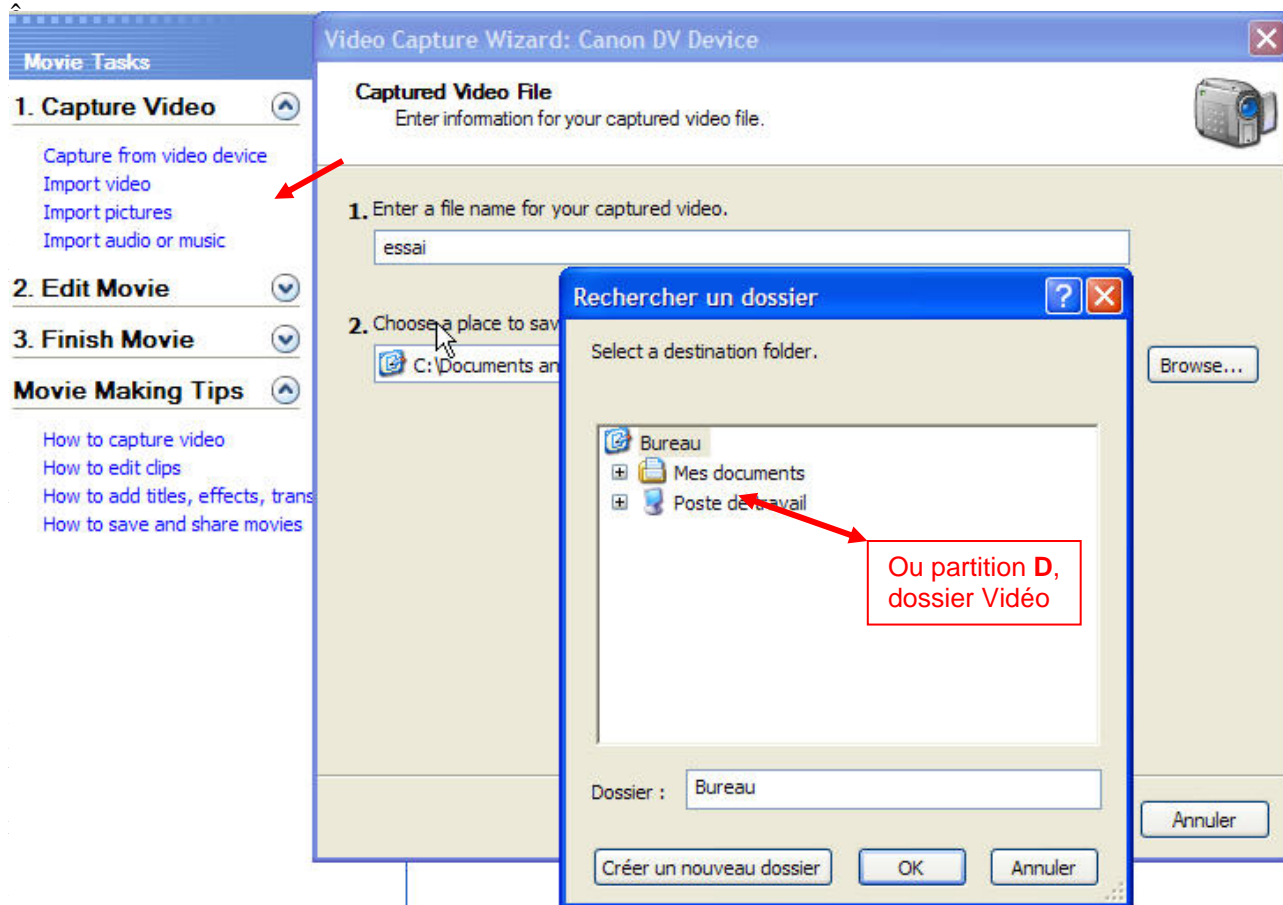 Movie Tasks
1. Capture Video
Capture from video device
Import video
Import pictures
Import audio or music
2. Edit Movie
3. Finish Movie
Movie Making Tips
How to capture video
How to edit clips
How to add titles, effects, trans
How to save and share movies
Video Capture Wizard: Canon DV Device
Captured Video File
Enter information for your captured video file.
1. Enter a file name for your captured video.
essai
2. Choose a place to sav
C:\Documents an
Browse...
Annuler
Rechercher un dossier
Select a destination folder.
Bureau
Mes documents
Poste de travail
Ou partition D,
dossier Vidéo
Dossier : Bureau
Créer un nouveau dossier OK Annuler